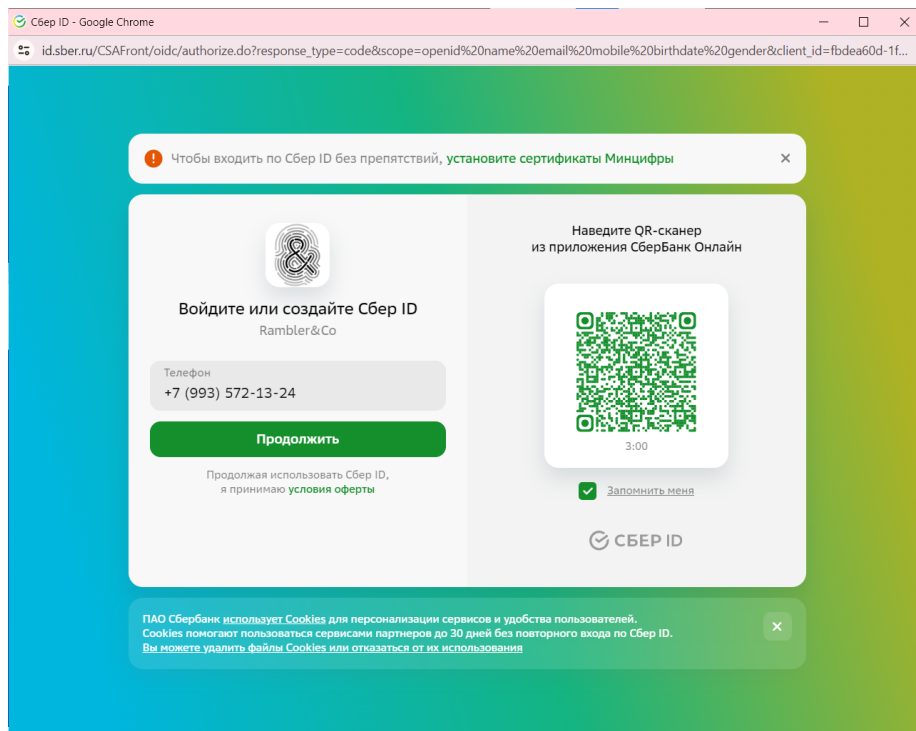 Сбер ID - Google Chrome
id.sber.ru/CSAFront/oidc/authorize.do?response_type=code&scope=openid%20name%20email%20mobile%20birthdate%20gender&client_id=fbdea60d-1f...
Чтобы входить по Сбер ID без препятствий, установите сертификаты Минцифры
&
Войдите или создайте Сбер ID
Rambler&Co
Телефон
+7 (993) 572-13-24
Продолжить
Продолжая использовать Сбер ID,
я принимаю условия оферты
Наведите QR-сканер
из приложения СберБанк Онлайн
3:00
Запомнить меня
СБЕР ID
ПАО Сбербанк использует Cookies для персонализации сервисов и удобства пользователей.
Cookies помогают пользоваться сервисами партнеров до 30 дней без повторного входа по Сбер ID.
Вы можете удалить файлы Cookies или отказаться от их использования